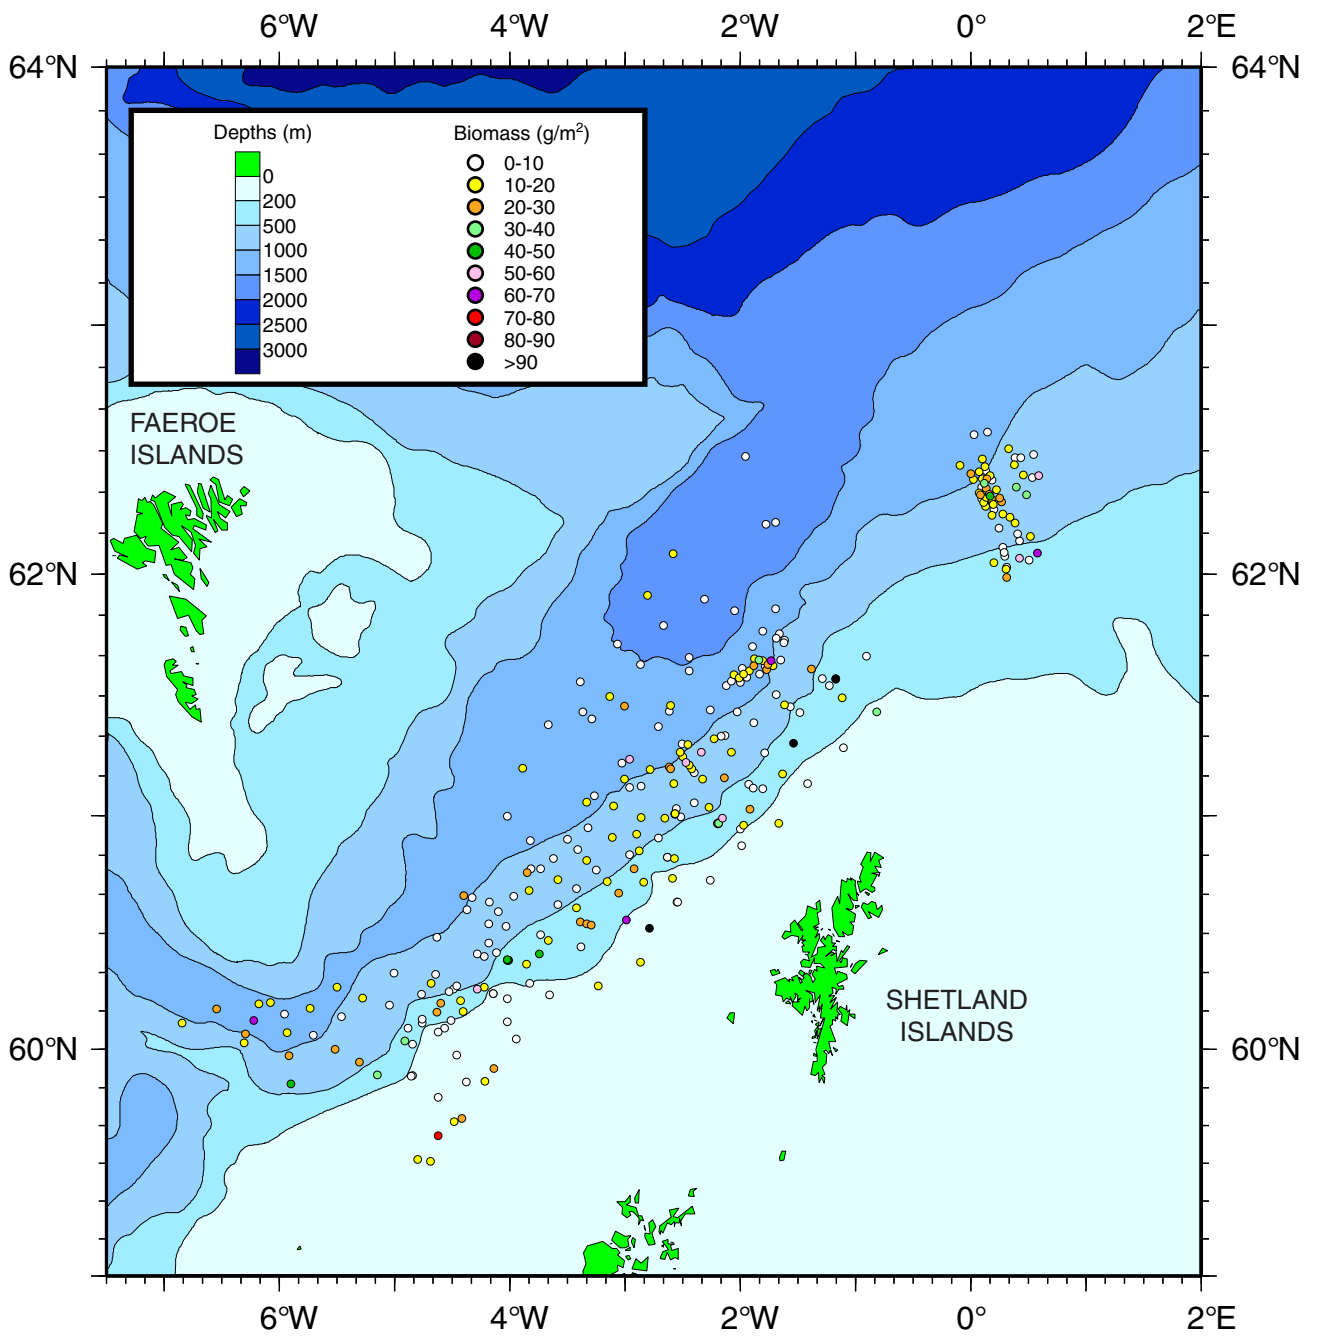 6°W 4°W 2°W 0° 2°E
64°N 64°N
Depths (m) Biomass (g/m²)
0 0-10
10-20
200 20-30
500 30-40
1000 40-50
1500 50-60
2000 60-70
2500 70-80
3000 80-90
>90
FAEROE
ISLANDS
62°N 62°N
SHETLAND
ISLANDS
60°N 60°N
6°W 4°W 2°W 0° 2°E